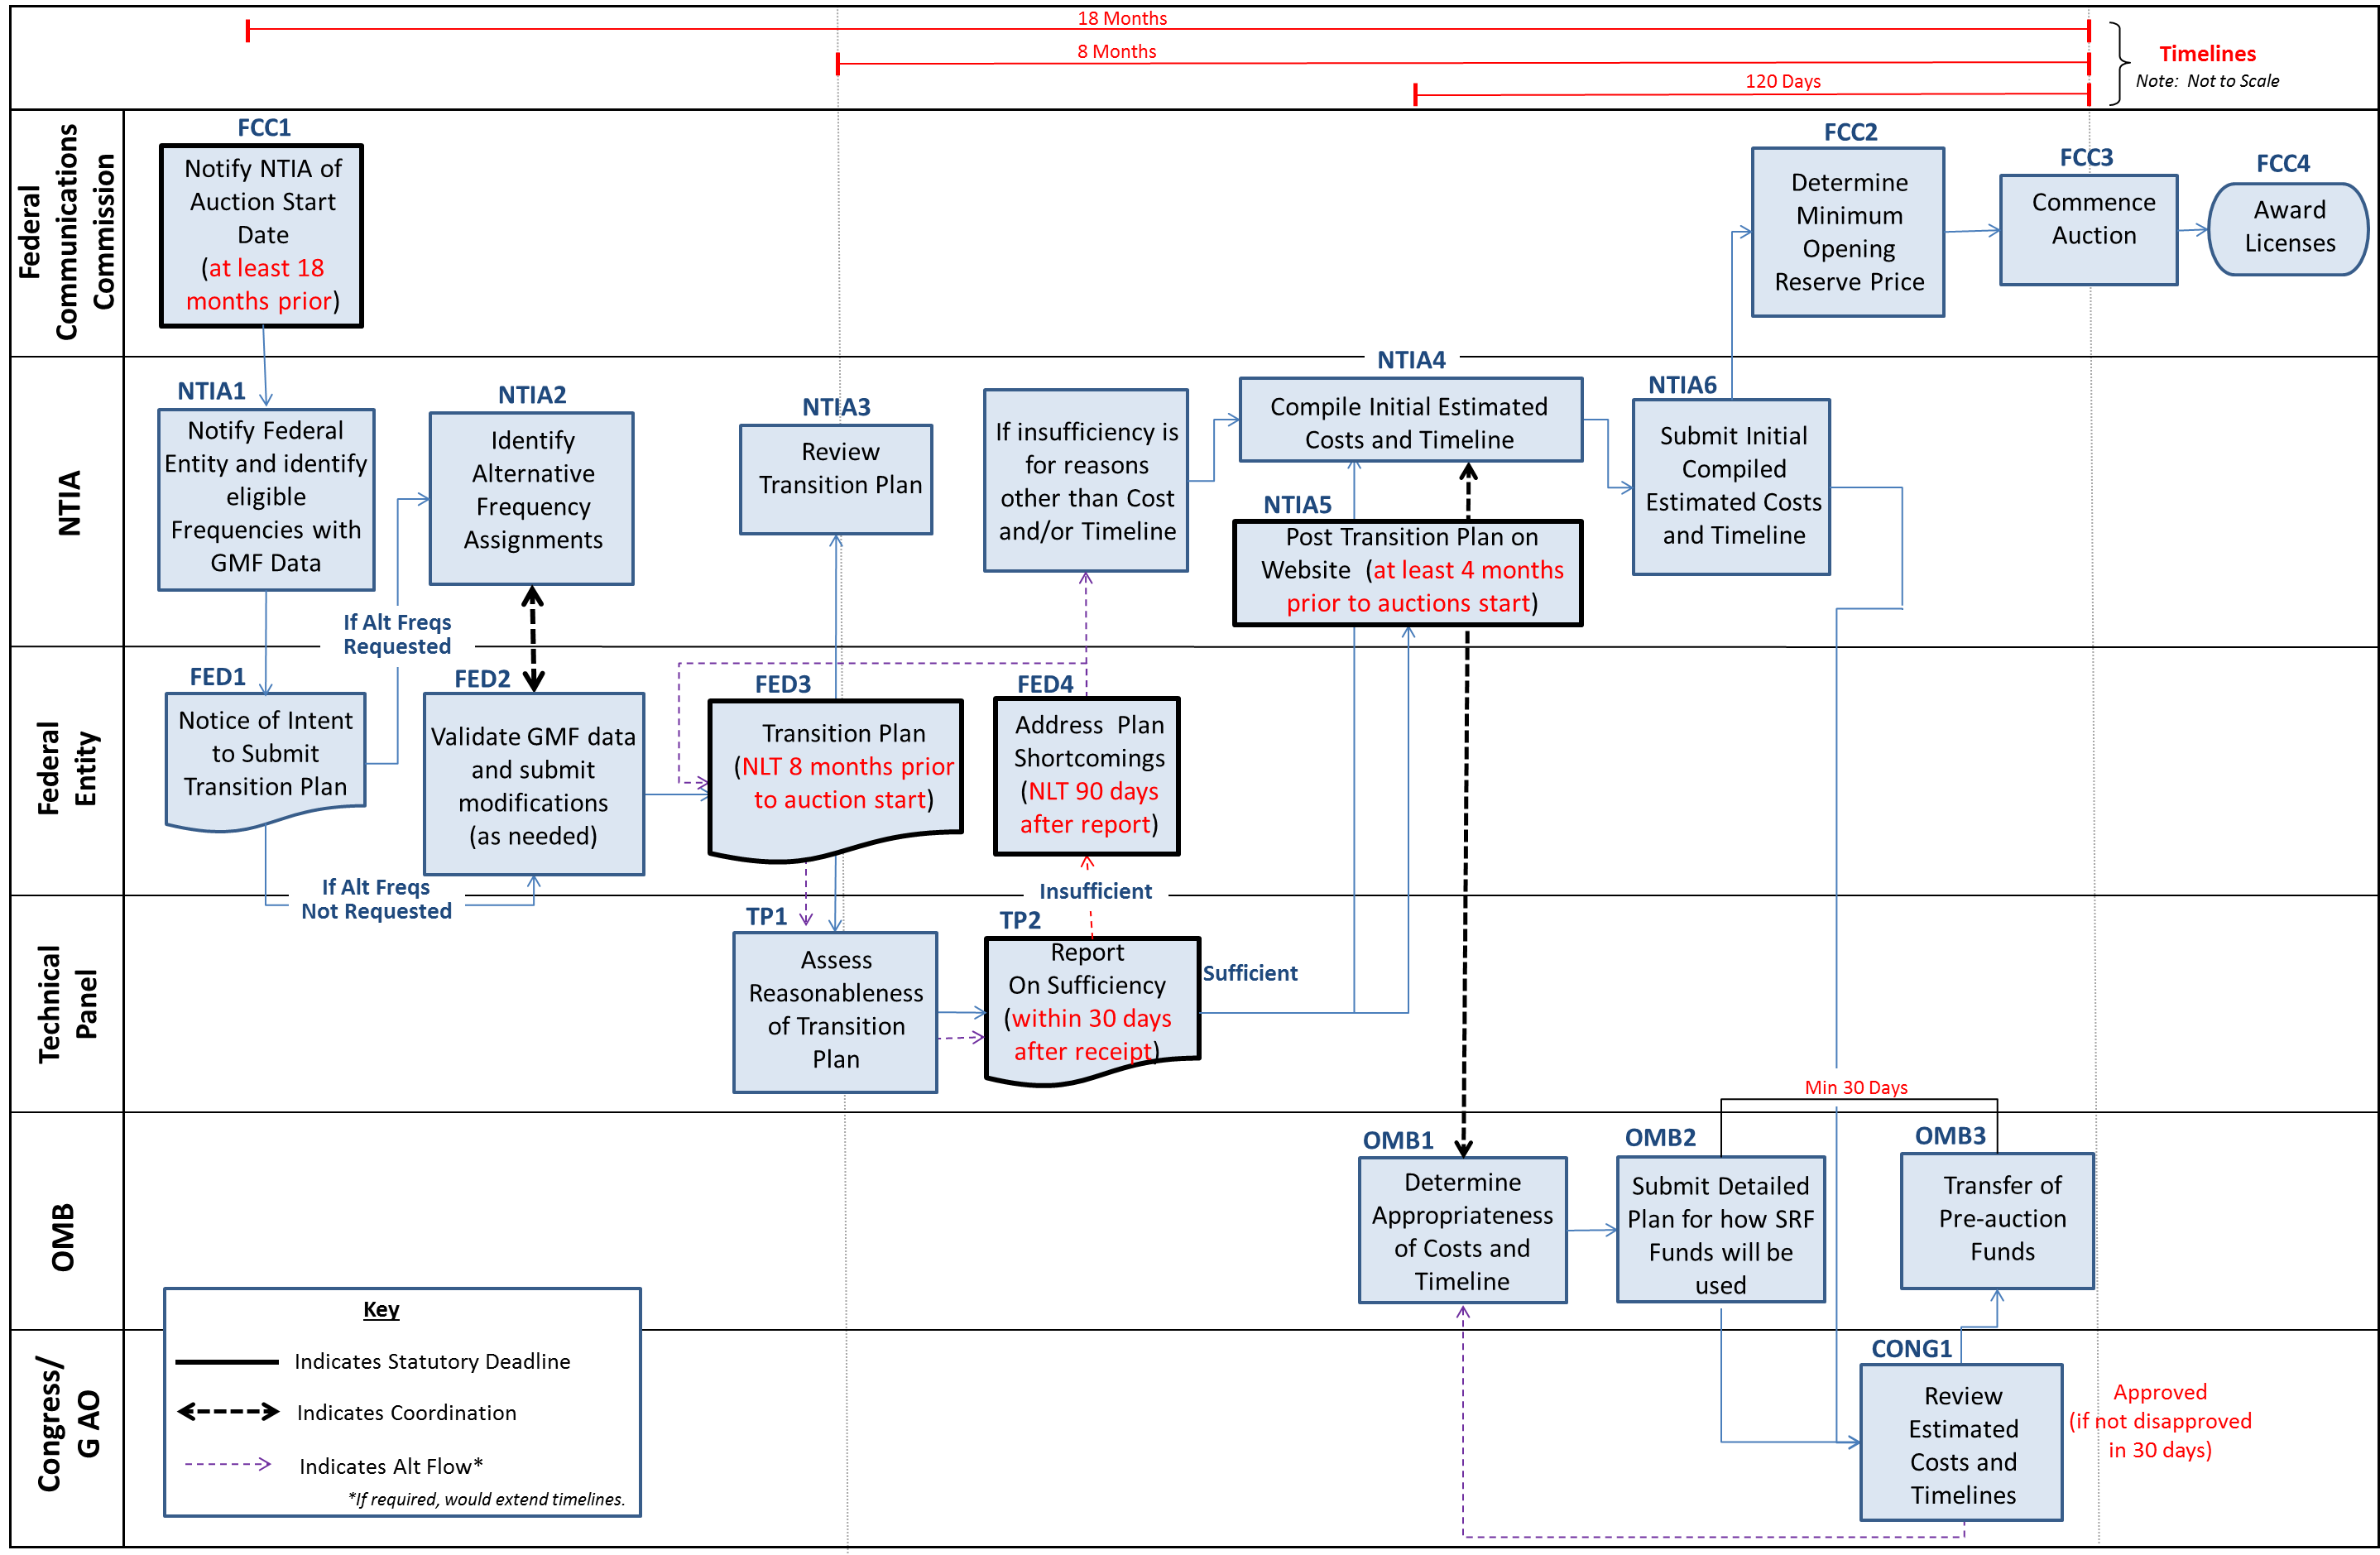 18 Months
8 Months
120 Days
Timelines
Note:  Not to Scale
Federal
Communications
Commission
FCC1
Notify NTIA of
Auction Start
Date
(at least 18
months prior)
FCC2
Determine
Minimum
Opening
Reserve Price
FCC3
Commence
Auction
FCC4
Award
Licenses
NTIA
NTIA1
Notify Federal
Entity and identify
eligible
Frequencies with
GMF Data
NTIA2
Identify
Alternative
Frequency
Assignments
NTIA3
Review
Transition Plan
If insufficiency is
for reasons
other than Cost
and/or Timeline
NTIA4
Compile Initial Estimated
Costs and Timeline
NTIA5
Post Transition Plan on
Website  (at least 4 months
prior to auctions start)
NTIA6
Submit Initial
Compiled
Estimated Costs
and Timeline
If Alt Freqs
Requested
Federal
Entity
FED1
Notice of Intent
to Submit
Transition Plan
FED2
Validate GMF data
and submit
modifications
(as needed)
FED3
Transition Plan
(NLT 8 months prior
to auction start)
FED4
Address  Plan
Shortcomings
(NLT 90 days
after report)
If Alt Freqs
Not Requested
Insufficient
Technical
Panel
TP1
Assess
Reasonableness
of Transition
Plan
TP2
Report
On Sufficiency
(within 30 days
after receipt)
Sufficient
Min 30 Days
OMB
OMB1
Determine
Appropriateness
of Costs and
Timeline
OMB2
Submit Detailed
Plan for how SRF
Funds will be
used
OMB3
Transfer of
Pre-auction
Funds
Congress/
G AO
CONG1
Review
Estimated
Costs and
Timelines
Approved
(if not disapproved
in 30 days)
Key
Indicates Statutory Deadline
Indicates Coordination
Indicates Alt Flow*
*If required, would extend timelines.